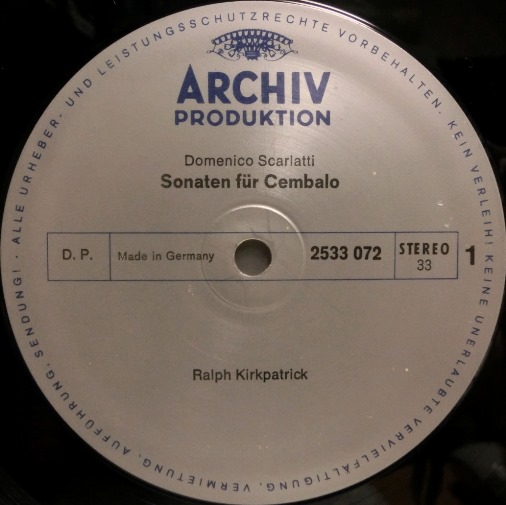 ALLE URHEBER- UND LEISTUNGSSCHUTZRECHTE VORBEHALTEN. KEIN VERLEIH! KEINE UNERLAUBTE VERVIELFÄLTIGUNG, VERMIETUNG, AUFFÜHRUNG, SENDUNG! ·
ARCHIV
PRODUKTION
Domenico Scarlatti
Sonaten für Cembalo
D. P. Made in Germany 2533 072 STEREO 1
33
Ralph Kirkpatrick